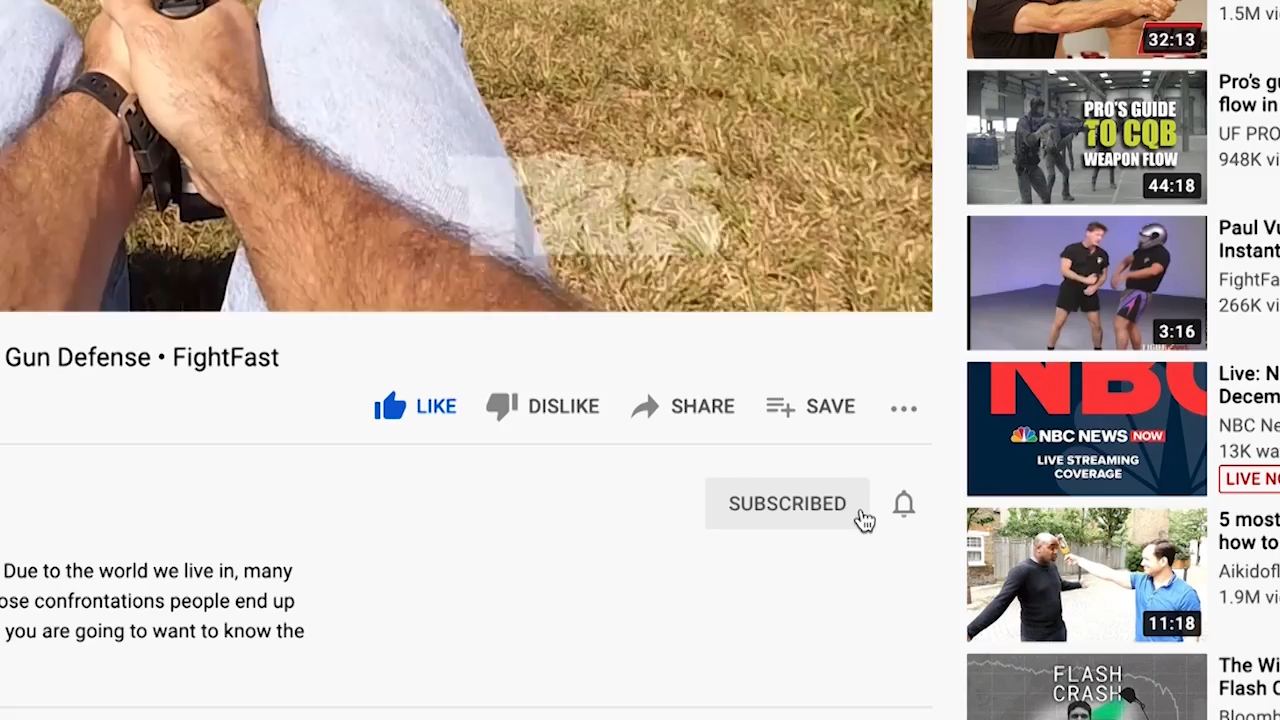 Gun Defense • FightFast
LIKE
DISLIKE
SHARE
SAVE
SUBSCRIBED
Due to the world we live in, many
ose confrontations people end up
you are going to want to know the
32:13
1.5M vi
PRO'S GUIDE
TO CQB
WEAPON FLOW
44:18
Pro's gu
flow in
UF PRO
948K vi
3:16
Paul Vu
Instant
FightFa
266K vi
NBC
NBC NEWS NOW
LIVE STREAMING
COVERAGE
Live: N
Decem
NBC Ne
13K wa
LIVE NO
11:18
5 most
how to
Aikidofl
1.9M vi
FLASH
CRASH
The Wi
Flash C
Bloomb